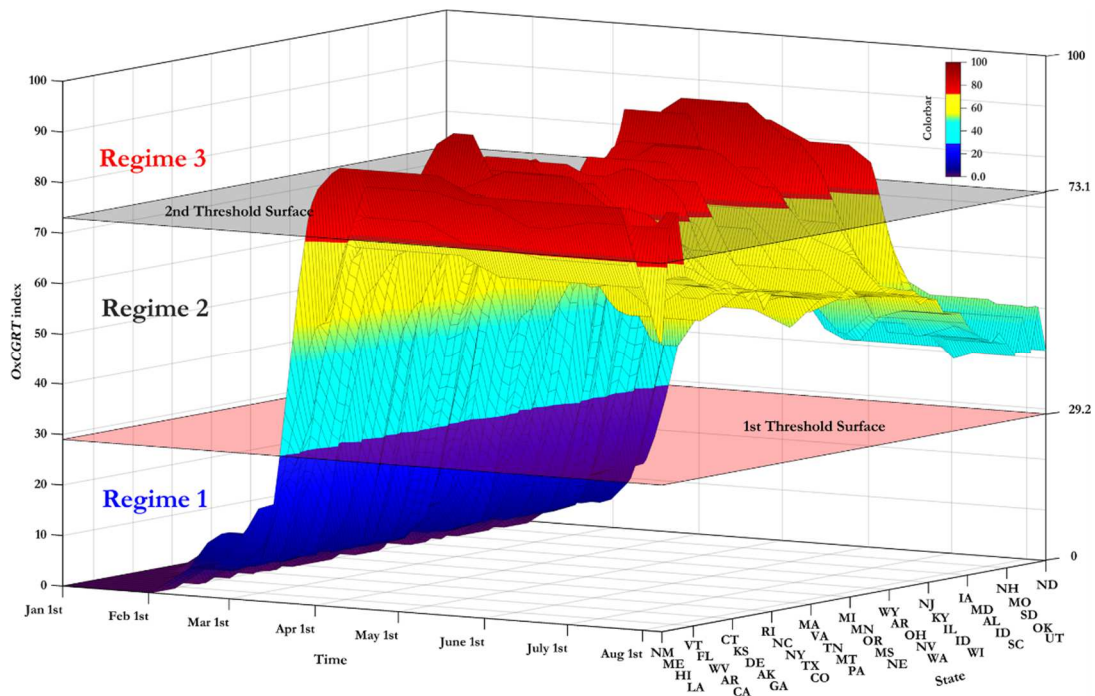 100
90
80
70
60
50
40
30
20
10
0
OxCGRT index
Regime 3
2nd Threshold Surface
Regime 2
1st Threshold Surface
Regime 1
Colorbar
100
80
60
40
20
0.0
100
73.1
29.2
0
Jan 1st
Feb 1st
Mar 1st
Apr 1st
May 1st
June 1st
July 1st
Aug 1st
Time
NM
ME
HI
LA
VT
FL
WV
AR
CA
CT
KS
DE
AK
GA
RI
NC
NY
TX
CO
MA
VA
TN
MT
PA
MI
MN
OR
MS
NE
WY
AR
OH
NV
WA
NJ
KY
IL
ID
WI
IA
MD
AL
ID
SC
NH
MO
SD
OK
UT
ND
State